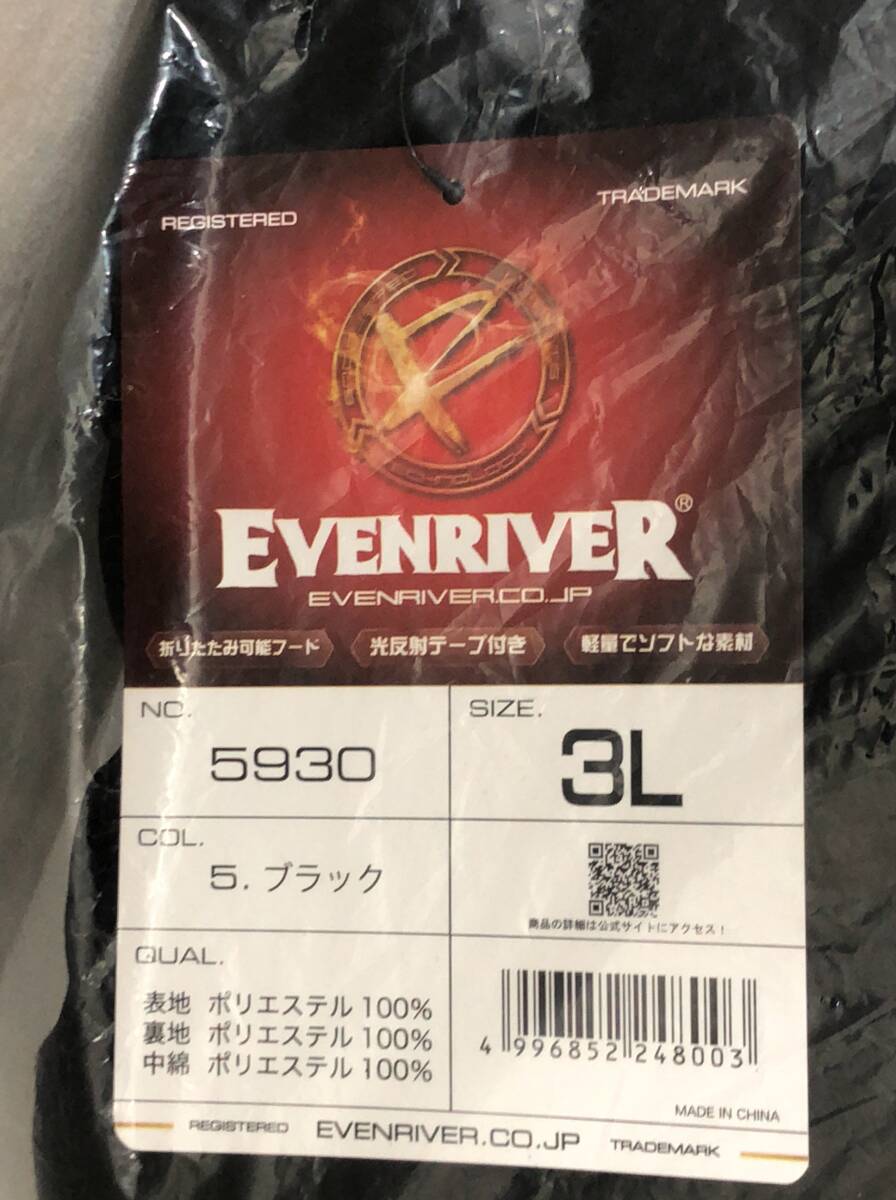 REGISTERED
TRADEMARK
EVENRIVER®
EVENRIVER.CO.JP
折りたたみ可能フード
光反射テープ付き
軽量でソフトな素材
NO.
5930
SIZE.
3L
COL.
5. ブラック
商品の詳細は公式サイトにアクセス！
QUAL.
表地 ポリエステル 100%
裏地 ポリエステル 100%
中綿 ポリエステル 100%
4 996852 248003
MADE IN CHINA
REGISTERED EVENRIVER.CO.JP TRADEMARK